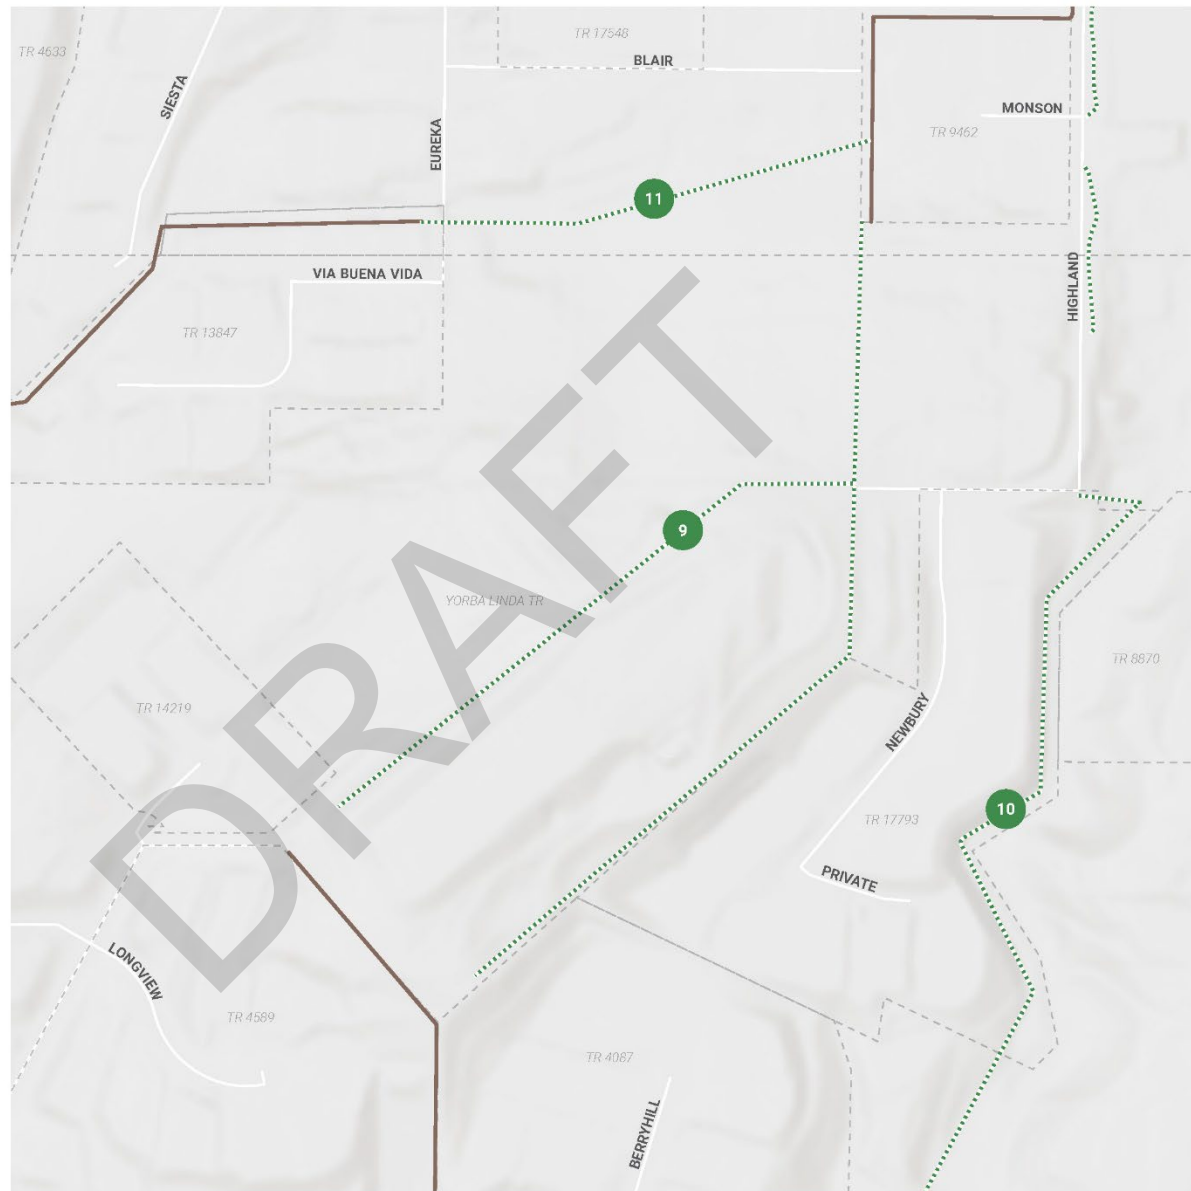 TR 4633
TR 17548
SIESTA
BLAIR
EUREKA
MONSON
TR 9462
11
VIA BUENA VIDA
HIGHLAND
TR 13847
DRAFT
9
YORBA LINDA TR
TR 8870
TR 14219
NEWBURY
10
TR 17793
PRIVATE
LONGVIEW
TR 4589
TR 4087
BERRYHILL